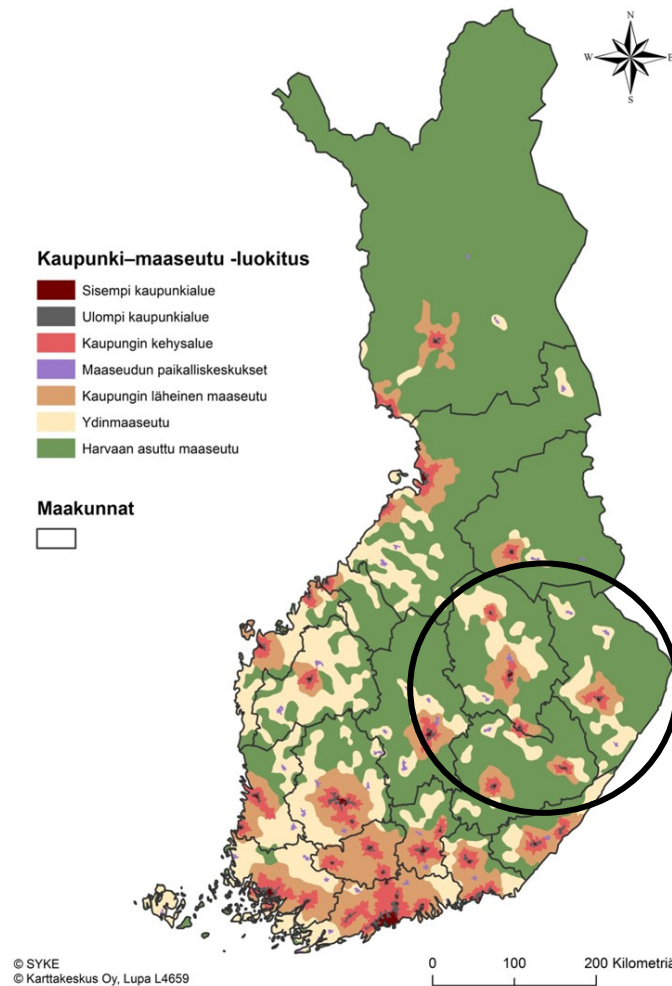 N
W E
S
Kaupunki–maaseutu -luokitus
Sisempi kaupunkialue
Ulompi kaupunkialue
Kaupungin kehysalue
Maaseudun paikalliskeskukset
Kaupungin läheinen maaseutu
Ydinmaaseutu
Harvaan asuttu maaseutu
Maakunnat
© SYKE
© Karttakeskus Oy, Lupa L4659
0 100 200 Kilometriä